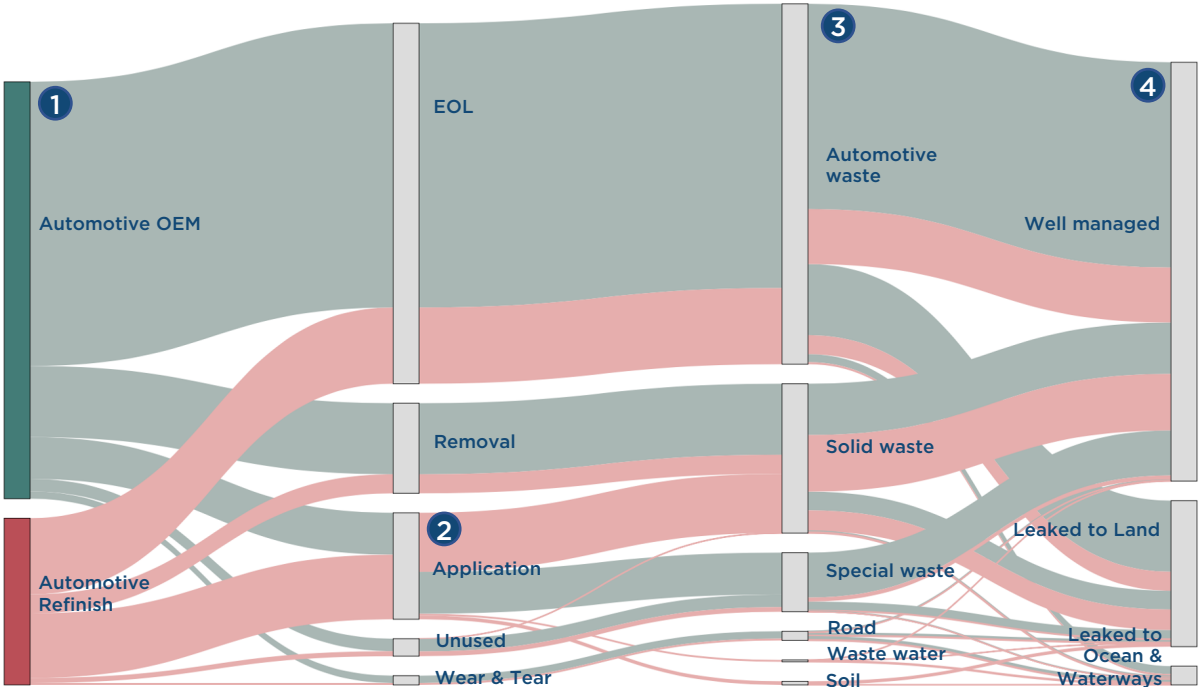 1
Automotive OEM
Automotive
Refinish
EOL
Removal
2
Application
Unused
Wear & Tear
3
Automotive
waste
Solid waste
Special waste
Road
Waste water
Soil
4
Well managed
Leaked to Land
Leaked to
Ocean &
Waterways